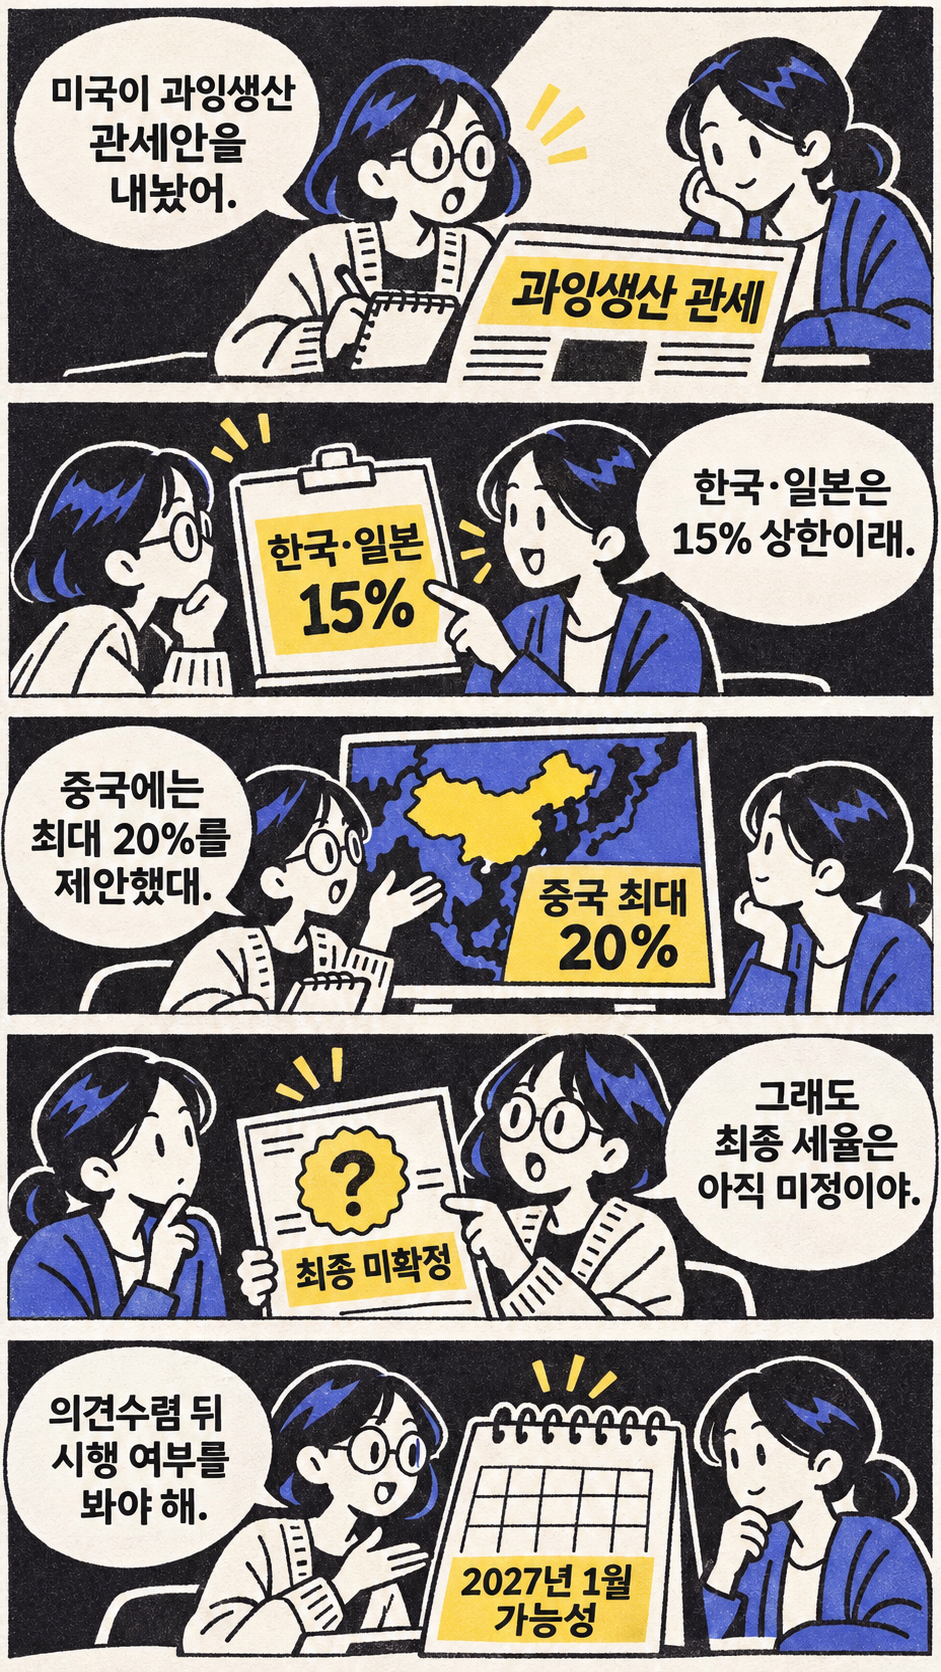 미국이 과잉생산
관세안을
내놨어.
과잉생산 관세
한국·일본
15%
한국·일본은
15% 상한이래.
중국에는
최대 20%를
제안했대.
중국 최대
20%
?
최종 미확정
그래도
최종 세율은
아직 미정이야.
의견수렴 뒤
시행 여부를
봐야 해.
2027년 1월
가능성